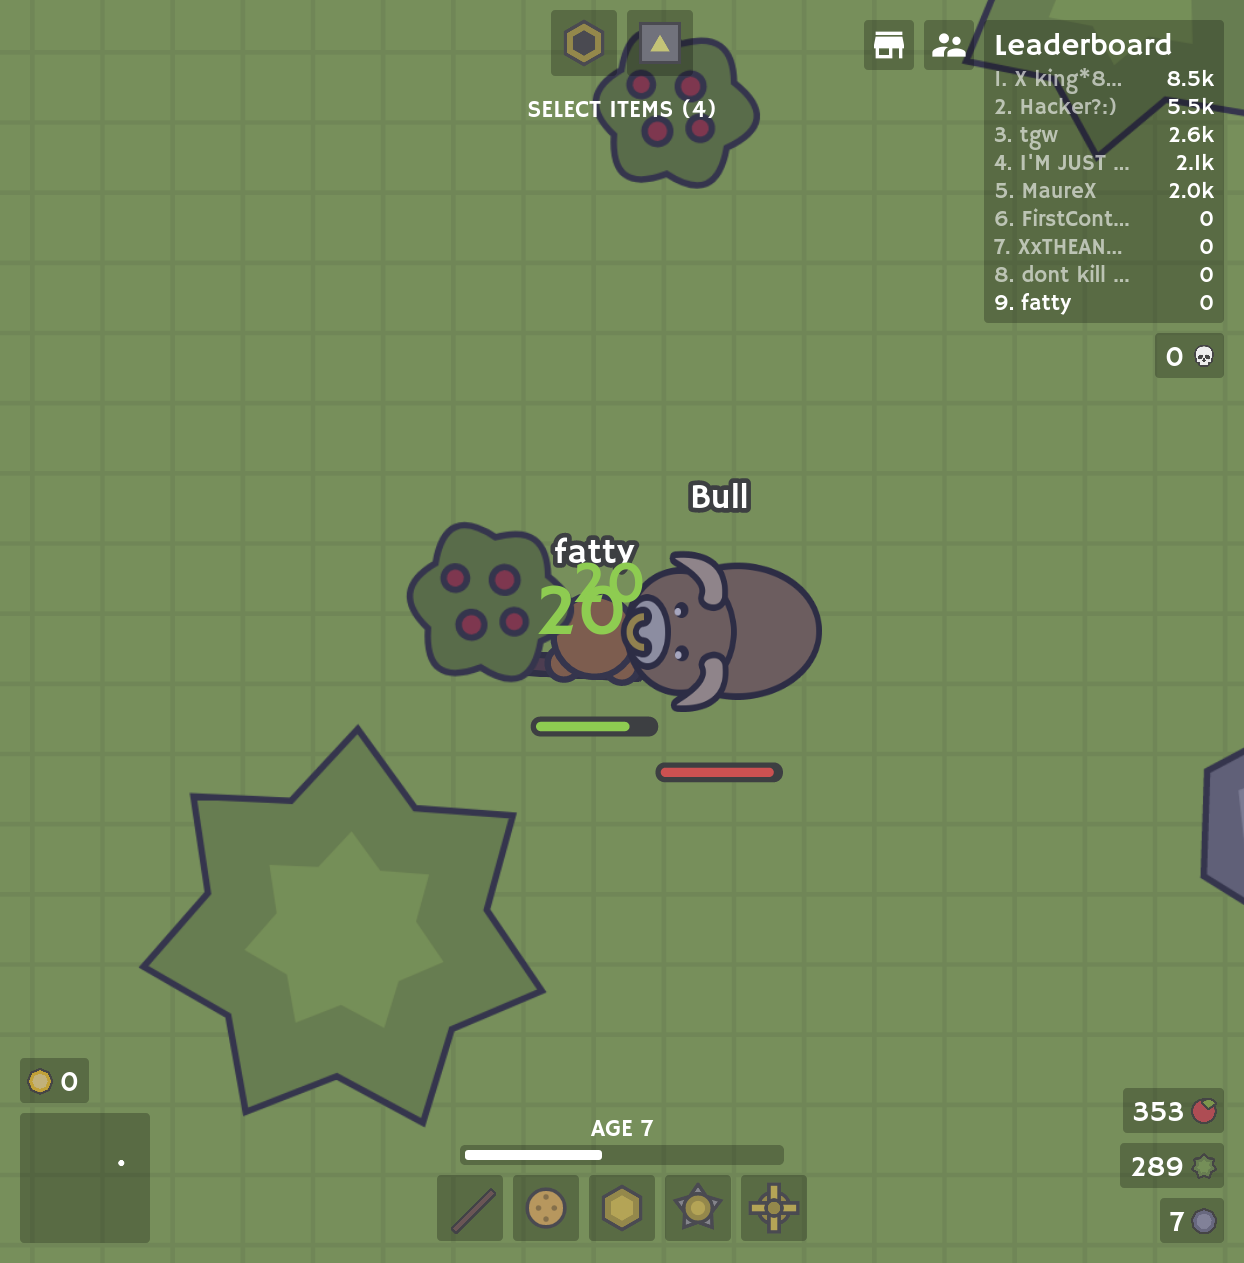 SELECT ITEMS (4)
Leaderboard
1. X king*8... 8.5k
2. Hacker?:) 5.5k
3. tgw 2.6k
4. I'M JUST ... 2.1k
5. MaureX 2.0k
6. FirstCont... 0
7. XxTHEAN... 0
8. dont kill ... 0
9. fatty 0
0
Bull
fatty
20
20
0
AGE 7
353
289
7